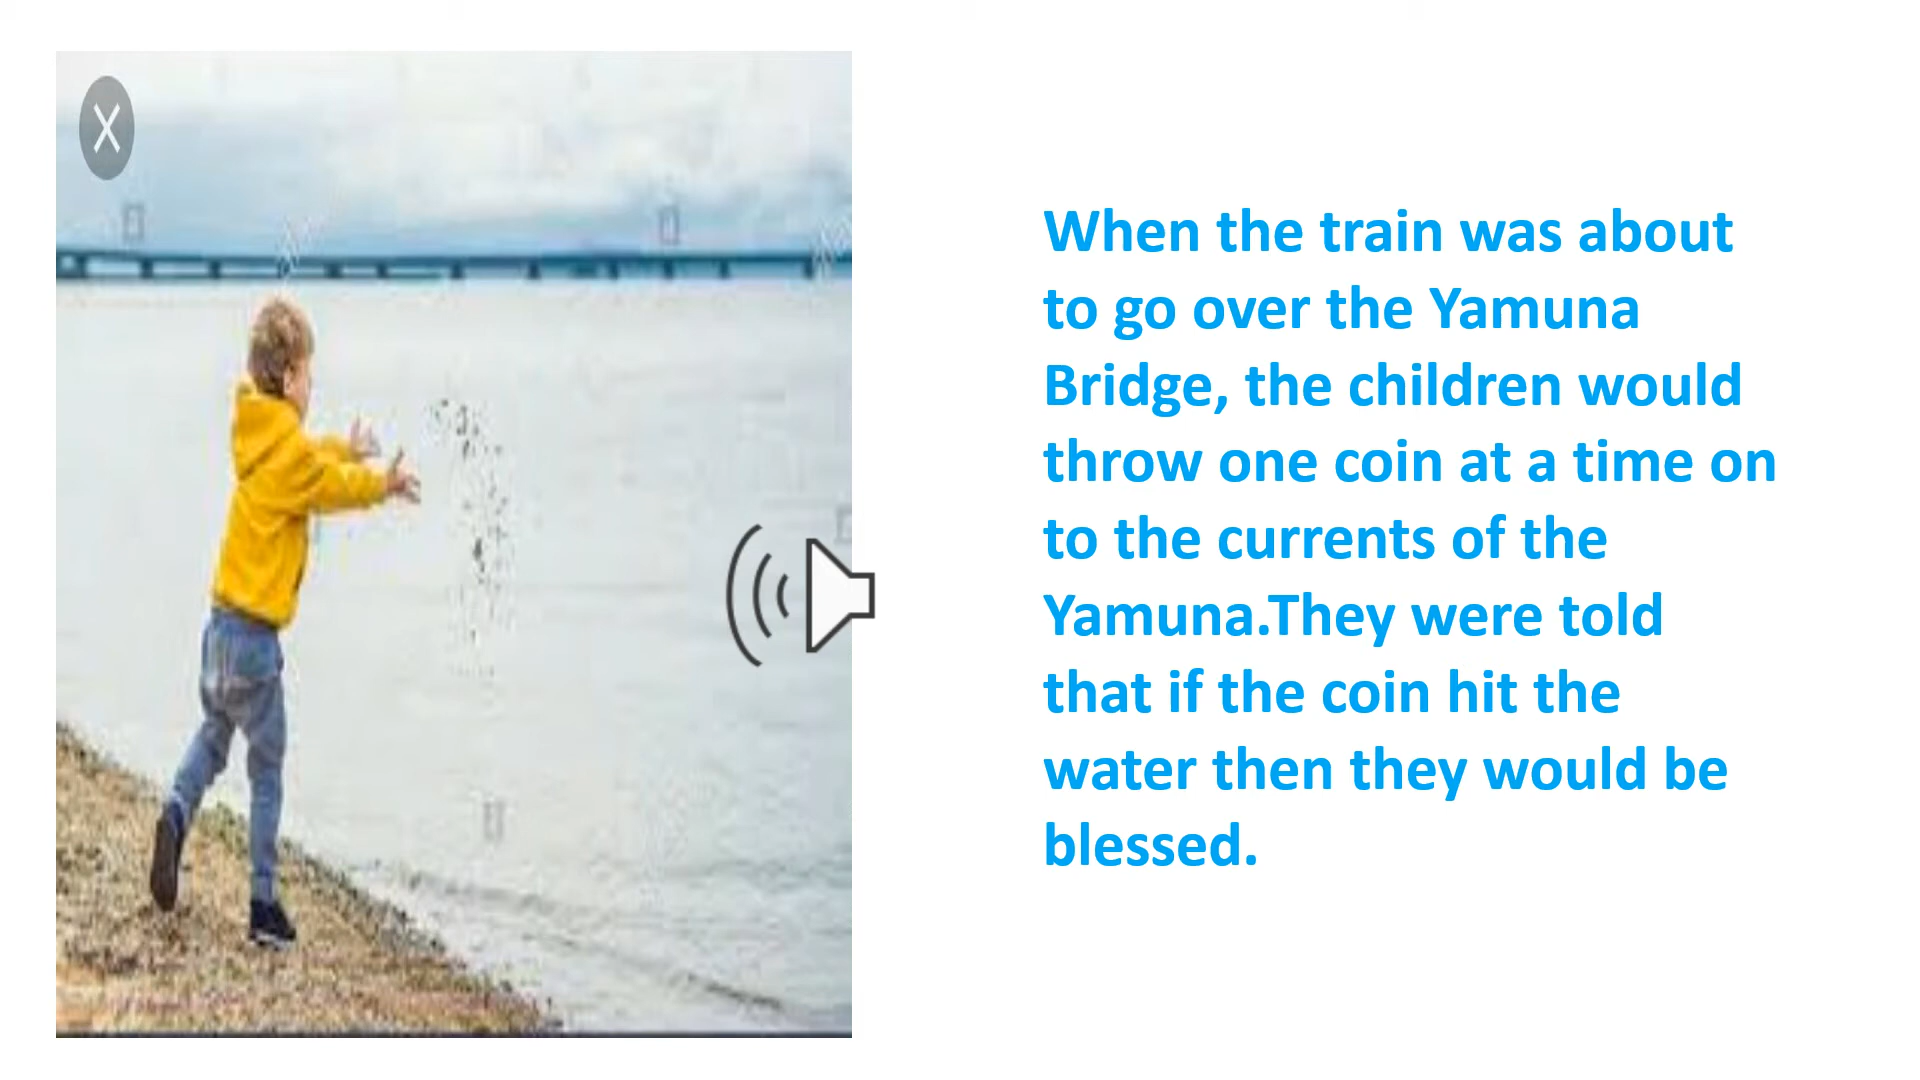 When the train was about
to go over the Yamuna
Bridge, the children would
throw one coin at a time on
to the currents of the
Yamuna.They were told
that if the coin hit the
water then they would be
blessed.